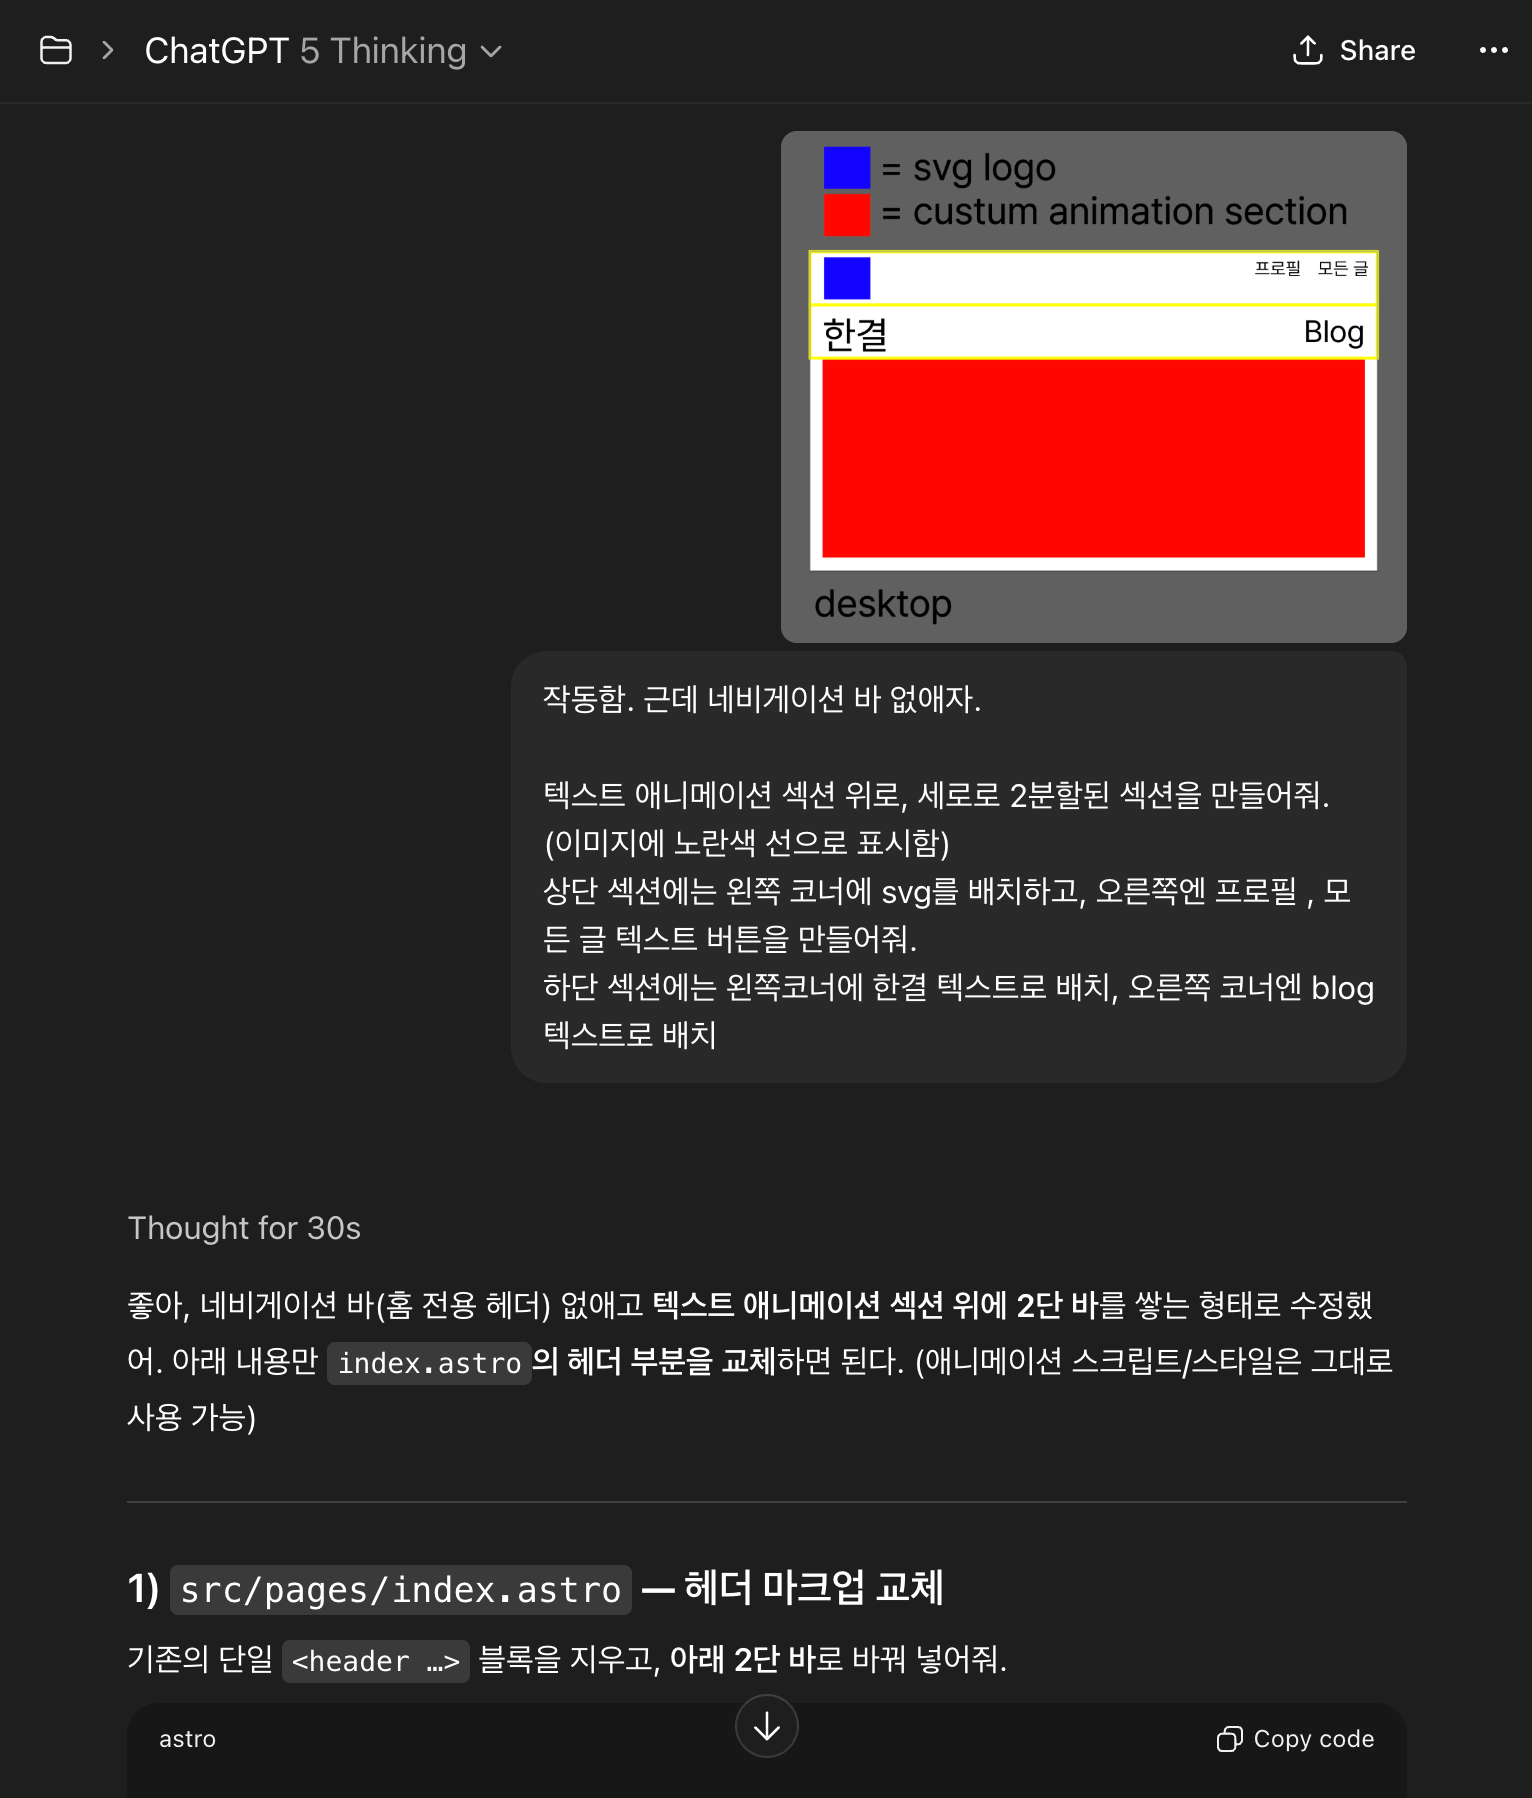 ChatGPT 5 Thinking
Share
= svg logo
= custum animation section
프로필 모든 글
한결
Blog
desktop
작동함. 근데 네비게이션 바 없애자.
텍스트 애니메이션 섹션 위로, 세로로 2분할된 섹션을 만들어줘.
(이미지에 노란색 선으로 표시함)
상단 섹션에는 왼쪽 코너에 svg를 배치하고, 오른쪽엔 프로필 , 모
든 글 텍스트 버튼을 만들어줘.
하단 섹션에는 왼쪽코너에 한결 텍스트로 배치, 오른쪽 코너엔 blog
텍스트로 배치
Thought for 30s
좋아, 네비게이션 바(홈 전용 헤더) 없애고 텍스트 애니메이션 섹션 위에 2단 바를 쌓는 형태로 수정했
어. 아래 내용만 index.astro의 헤더 부분을 교체하면 된다. (애니메이션 스크립트/스타일은 그대로
사용 가능)
1) src/pages/index.astro — 헤더 마크업 교체
기존의 단일 <header …> 블록을 지우고, 아래 2단 바로 바꿔 넣어줘.
astro
Copy code